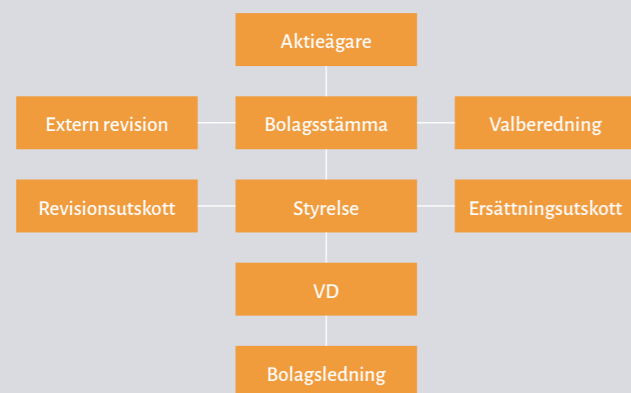 Aktieägare
Extern revision
Bolagsstämma
Valberedning
Revisionsutskott
Styrelse
Ersättningsutskott
VD
Bolagsledning